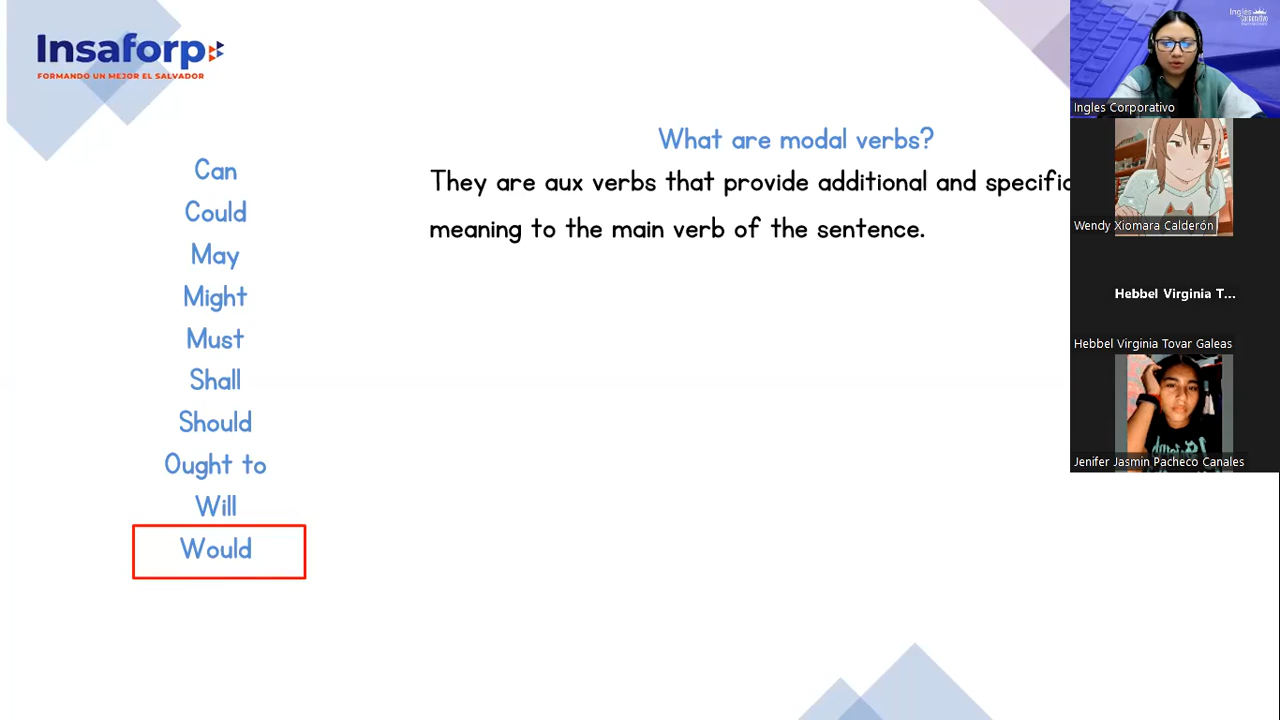 Insaforp
FORMANDO UN MEJOR EL SALVADOR
What are modal verbs?
They are aux verbs that provide additional and specific
meaning to the main verb of the sentence.
Can
Could
May
Might
Must
Shall
Should
Ought to
Will
Would
Ingles
Corporativo
Ingles Corporativo
Wendy Xiomara Calderón
Hebbel Virginia T...
Hebbel Virginia Tovar Galeas
Jenifer Jasmin Pacheco Canales